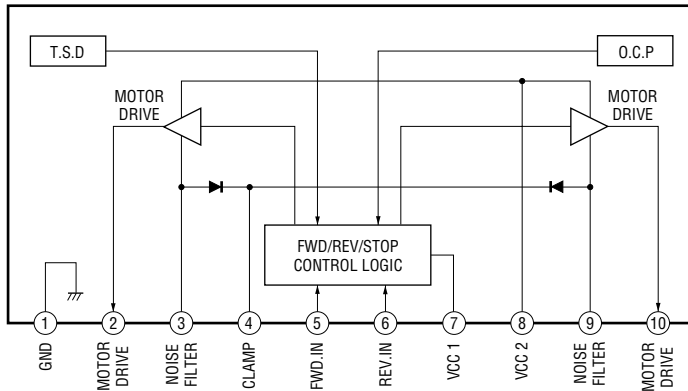 T.S.D
O.C.P
MOTOR
DRIVE
MOTOR
DRIVE
FWD/REV/STOP
CONTROL LOGIC
1
2
3
4
5
6
7
8
9
10
GND
MOTOR
DRIVE
NOISE
FILTER
CLAMP
FWD.IN
REV.IN
VCC 1
VCC 2
NOISE
FILTER
MOTOR
DRIVE